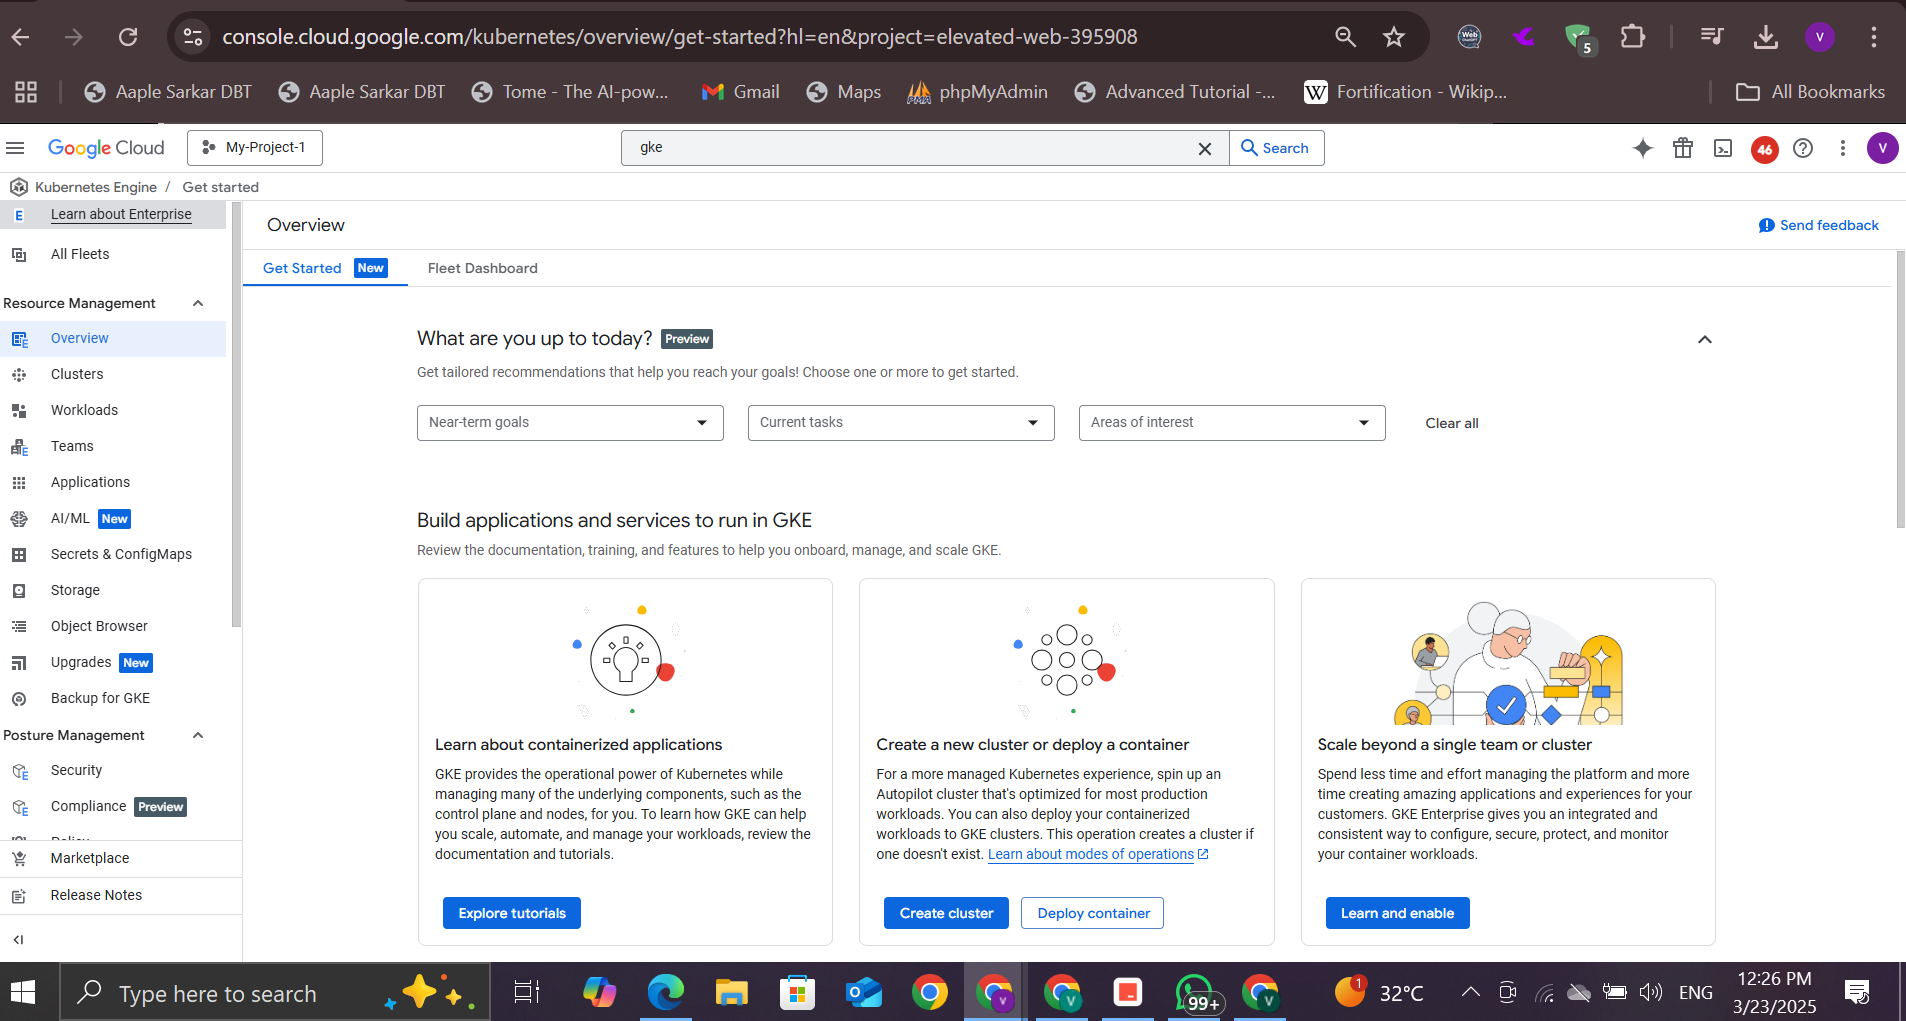 console.cloud.google.com/kubernetes/overview/get-started?hl=en&project=elevated-web-395908
Web
5
V
Aaple Sarkar DBT
Aaple Sarkar DBT
Tome - The AI-pow...
Gmail
Maps
phpMyAdmin
Advanced Tutorial -...
W
Fortification - Wikip...
All Bookmarks
Google Cloud
My-Project-1
gke
Search
46
V
Kubernetes Engine / Get started
E Learn about Enterprise
All Fleets
Resource Management
Overview
Clusters
Workloads
Teams
Applications
AI/ML New
Secrets & ConfigMaps
Storage
Object Browser
Upgrades New
Backup for GKE
Posture Management
Security
Compliance Preview
Marketplace
Release Notes
Overview
Send feedback
Get Started New
Fleet Dashboard
What are you up to today? Preview
Get tailored recommendations that help you reach your goals! Choose one or more to get started.
Near-term goals
Current tasks
Areas of interest
Clear all
Build applications and services to run in GKE
Review the documentation, training, and features to help you onboard, manage, and scale GKE.
Learn about containerized applications
GKE provides the operational power of Kubernetes while
managing many of the underlying components, such as the
control plane and nodes, for you. To learn how GKE can help
you scale, automate, and manage your workloads, review the
documentation and tutorials.
Explore tutorials
Create a new cluster or deploy a container
For a more managed Kubernetes experience, spin up an
Autopilot cluster that's optimized for most production
workloads. You can also deploy your containerized
workloads to GKE clusters. This operation creates a cluster if
one doesn't exist. Learn about modes of operations
Create cluster
Deploy container
Scale beyond a single team or cluster
Spend less time and effort managing the platform and more
time creating amazing applications and experiences for your
customers. GKE Enterprise gives you an integrated and
consistent way to configure, secure, protect, and monitor
your container workloads.
Learn and enable
Type here to search
V
V
99+
V
1
32°C
ENG
12:26 PM
3/23/2025